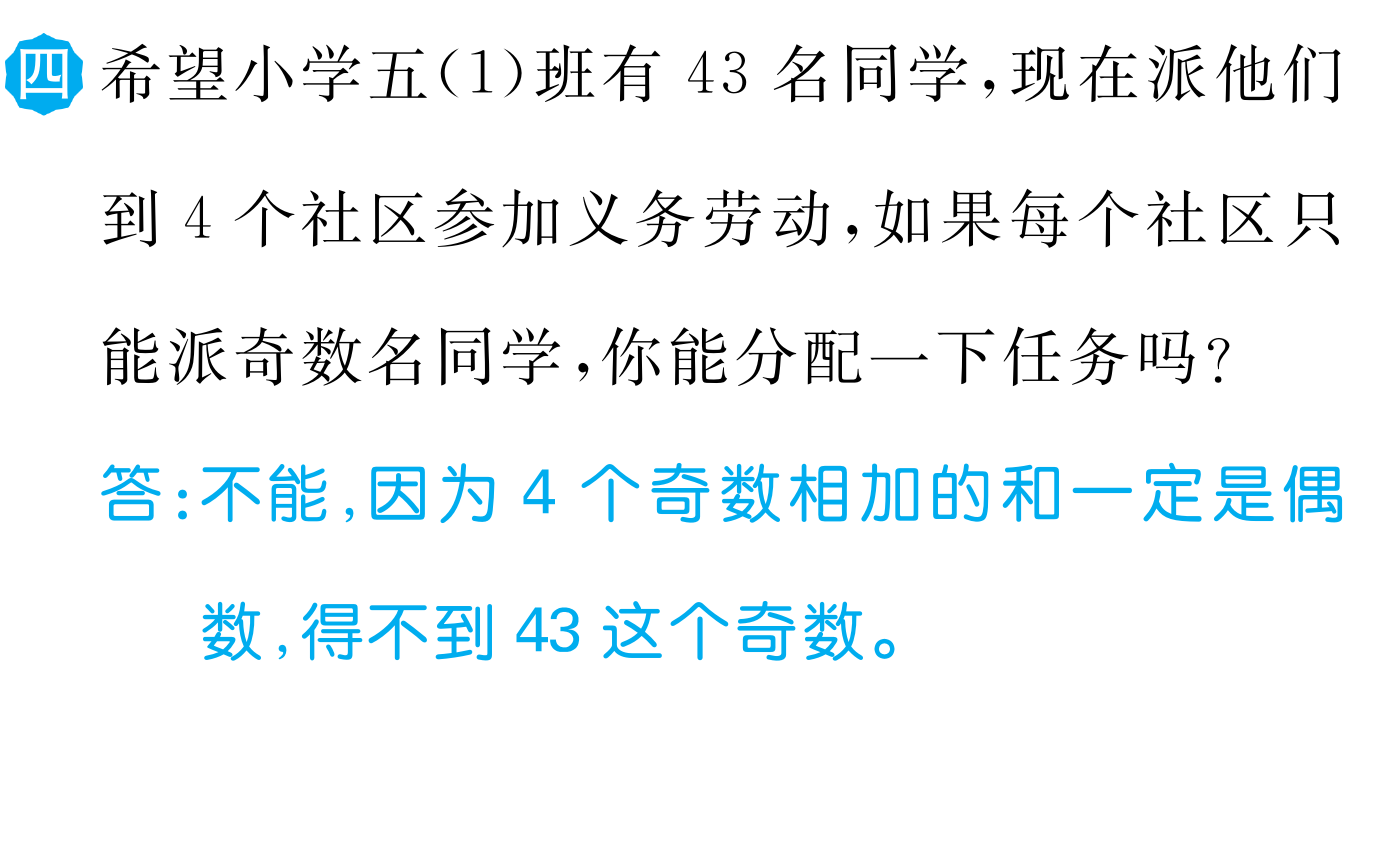 四 希望小学五(1)班有 43 名同学,现在派他们
到 4 个社区参加义务劳动,如果每个社区只
能派奇数名同学,你能分配一下任务吗?
答:不能,因为 4 个奇数相加的和一定是偶
数,得不到 43 这个奇数。